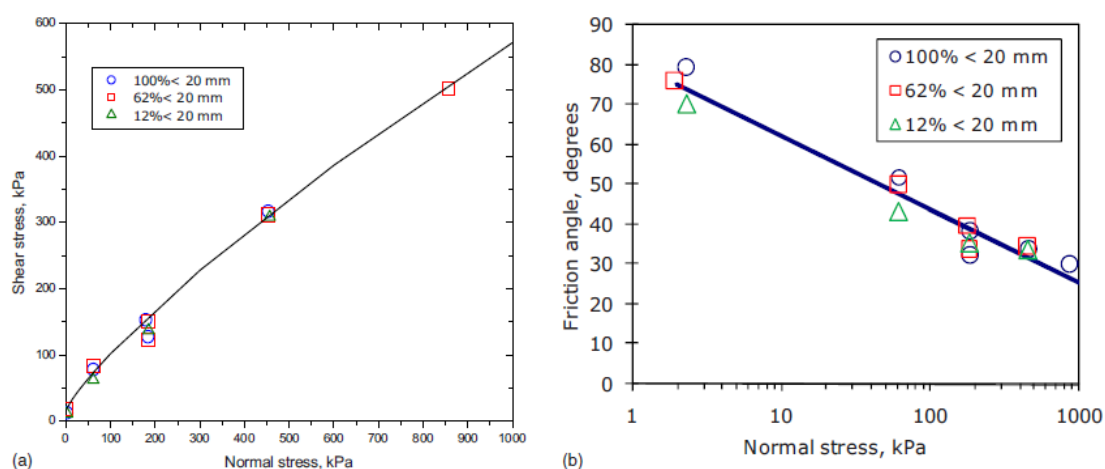 600
500
400
300
200
100
0
Shear stress, kPa
100%< 20 mm
62%< 20 mm
12%< 20 mm
0 100 200 300 400 500 600 700 800 900 1000
Normal stress, kPa
(a)
90
80
70
60
50
40
30
20
10
0
Friction angle, degrees
100% < 20 mm
62% < 20 mm
12% < 20 mm
1 10 100 1000
Normal stress, kPa
(b)